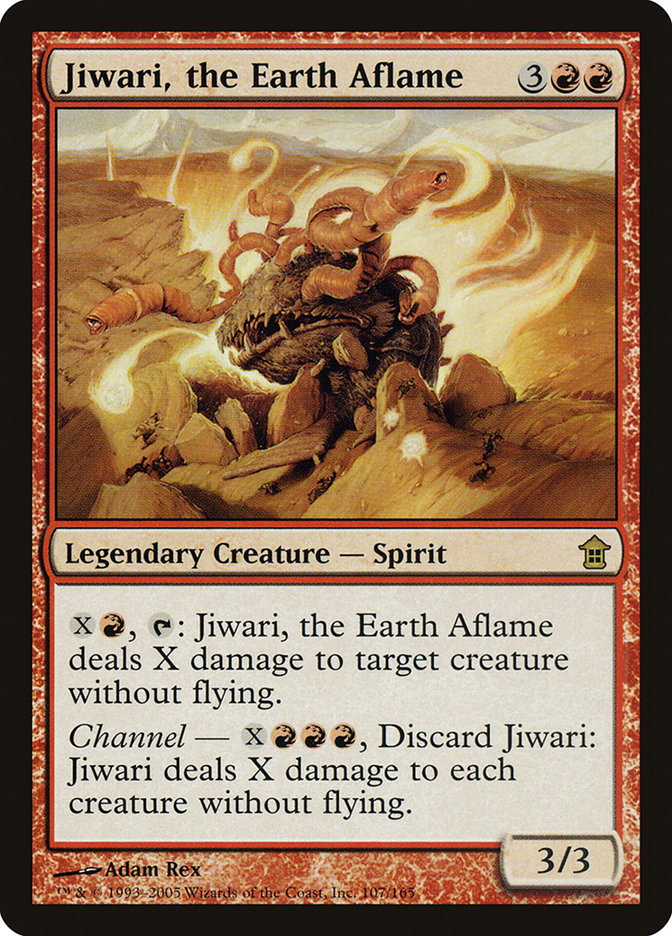 Jiwari, the Earth Aflame 3
X , : Jiwari, the Earth Aflame
deals X damage to target creature
without flying.
Channel — X , Discard Jiwari:
Jiwari deals X damage to each
creature without flying.
Legendary Creature — Spirit
3/3
Adam Rex
™ & © 1993–2005 Wizards of the Coast, Inc. 107/165